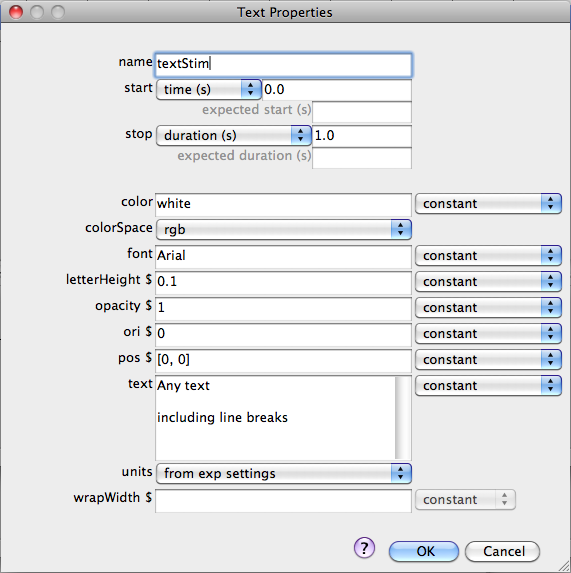 Text Properties
name textStim
start time (s) 0.0
expected start (s)
stop duration (s) 1.0
expected duration (s)
color white constant
colorSpace rgb
font Arial constant
letterHeight $ 0.1 constant
opacity $ 1 constant
ori $ 0 constant
pos $ [0, 0] constant
text Any text constant
including line breaks
units from exp settings
wrapWidth $ constant
? OK Cancel